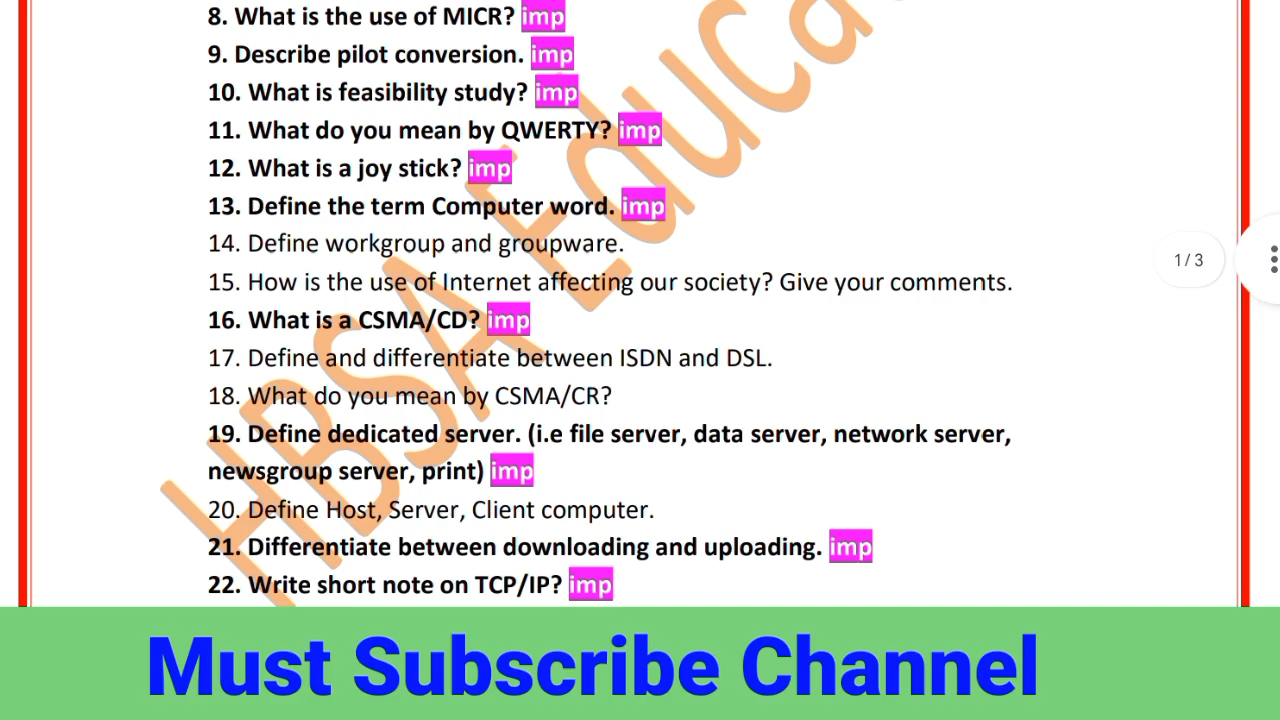 8. What is the use of MICR? imp
9. Describe pilot conversion. imp
10. What is feasibility study? imp
11. What do you mean by QWERTY? imp
12. What is a joy stick? imp
13. Define the term Computer word. imp
14. Define workgroup and groupware.
15. How is the use of Internet affecting our society? Give your comments.
1 / 3
16. What is a CSMA/CD? imp
17. Define and differentiate between ISDN and DSL.
18. What do you mean by CSMA/CR?
19. Define dedicated server. (i.e file server, data server, network server,
newsgroup server, print) imp
20. Define Host, Server, Client computer.
21. Differentiate between downloading and uploading. imp
22. Write short note on TCP/IP? imp
HBSA Educa
Must Subscribe Channel